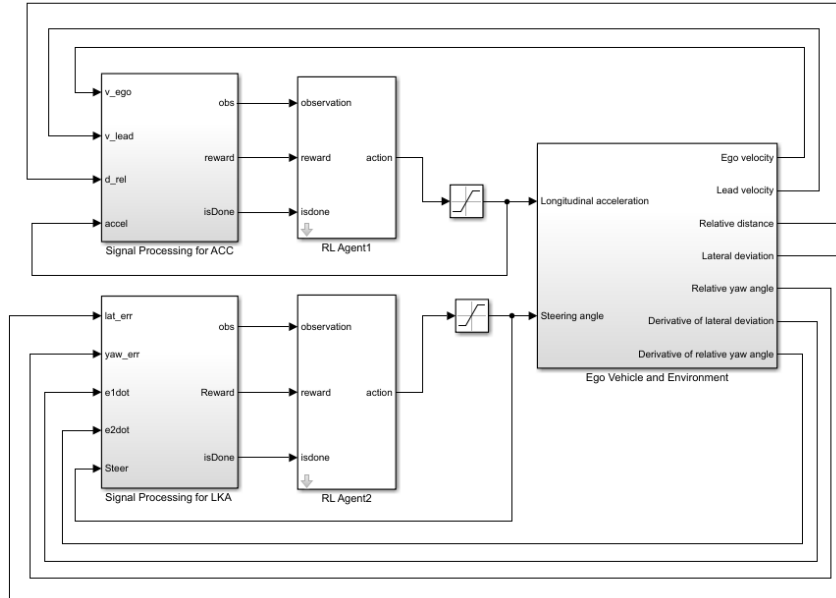 v_ego
v_lead
d_rel
accel
obs
reward
isDone
Signal Processing for ACC
observation
reward
isdone
action
RL Agent1
Longitudinal acceleration
Steering angle
Ego velocity
Lead velocity
Relative distance
Lateral deviation
Relative yaw angle
Derivative of lateral deviation
Derivative of relative yaw angle
Ego Vehicle and Environment
lat_err
yaw_err
e1dot
e2dot
Steer
obs
Reward
isDone
Signal Processing for LKA
observation
reward
isdone
action
RL Agent2